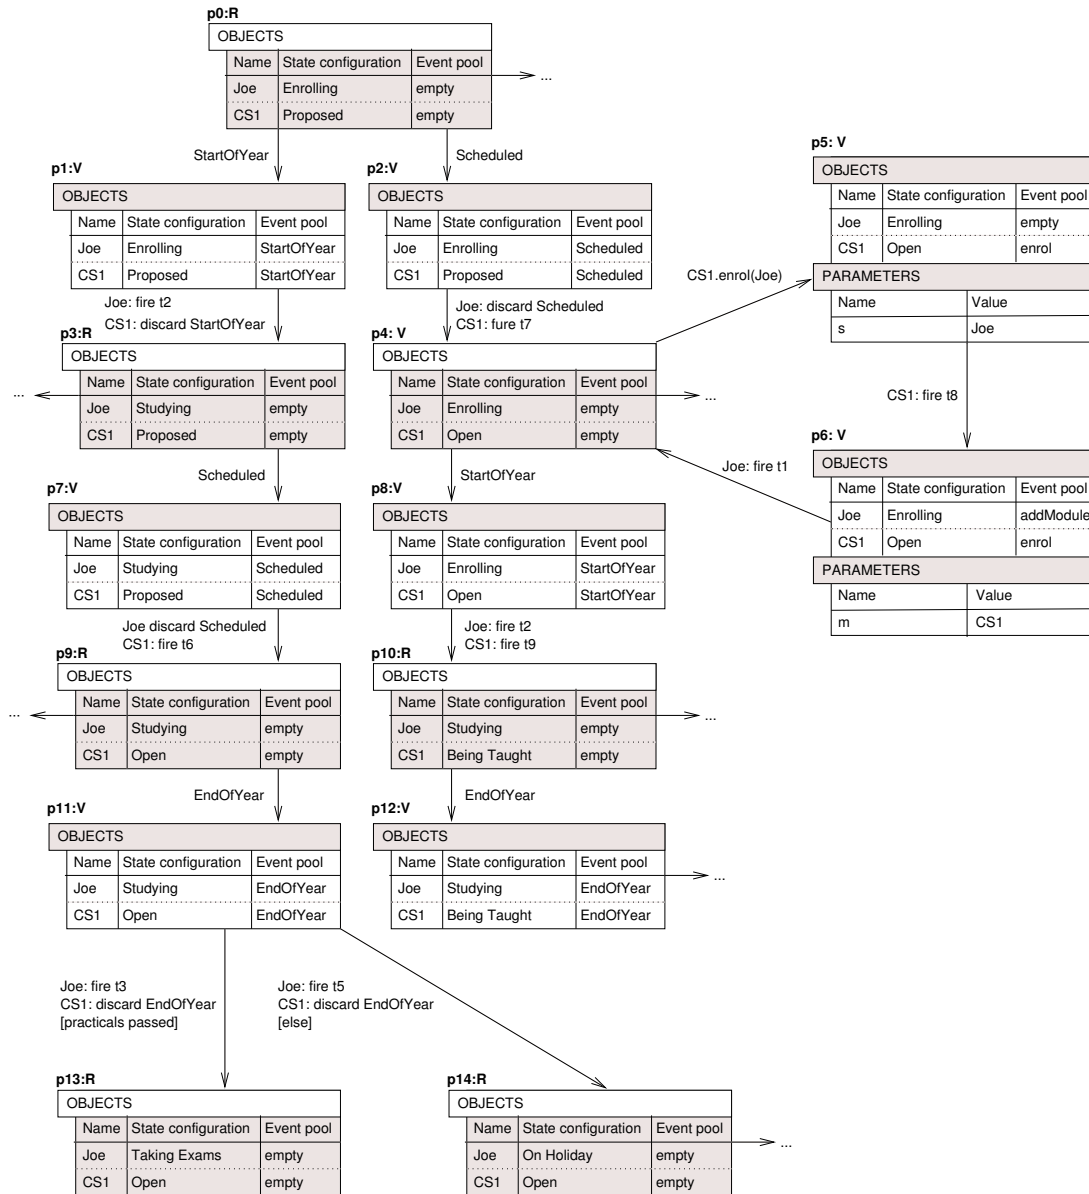 p0:R
OBJECTS
Name State configuration Event pool
...
Joe Enrolling empty
CS1 Proposed empty
StartOfYear
Scheduled
p1:V
OBJECTS
Name State configuration Event pool
Joe Enrolling StartOfYear
CS1 Proposed StartOfYear
p2:V
OBJECTS
Name State configuration Event pool
Joe Enrolling Scheduled
CS1 Proposed Scheduled
p5: V
OBJECTS
Name State configuration Event pool
Joe Enrolling empty
CS1 Open enrol
PARAMETERS
Name Value
s Joe
CS1.enrol(Joe)
Joe: fire t2
CS1: discard StartOfYear
Joe: discard Scheduled
CS1: fure t7
p3:R
OBJECTS
Name State configuration Event pool
...
Joe Studying empty
CS1 Proposed empty
p4: V
OBJECTS
Name State configuration Event pool
...
Joe Enrolling empty
CS1 Open empty
CS1: fire t8
Joe: fire t1
p6: V
OBJECTS
Name State configuration Event pool
Joe Enrolling addModule
CS1 Open enrol
PARAMETERS
Name Value
m CS1
Scheduled
StartOfYear
p7:V
OBJECTS
Name State configuration Event pool
Joe Studying Scheduled
CS1 Proposed Scheduled
p8:V
OBJECTS
Name State configuration Event pool
Joe Enrolling StartOfYear
CS1 Open StartOfYear
Joe discard Scheduled
CS1: fire t6
Joe: fire t2
CS1: fire t9
p9:R
OBJECTS
Name State configuration Event pool
...
Joe Studying empty
CS1 Open empty
p10:R
OBJECTS
Name State configuration Event pool
...
Joe Studying empty
CS1 Being Taught empty
EndOfYear
EndOfYear
p11:V
OBJECTS
Name State configuration Event pool
Joe Studying EndOfYear
CS1 Open EndOfYear
p12:V
OBJECTS
Name State configuration Event pool
...
Joe Studying EndOfYear
CS1 Being Taught EndOfYear
Joe: fire t3
CS1: discard EndOfYear
[practicals passed]
Joe: fire t5
CS1: discard EndOfYear
[else]
p13:R
OBJECTS
Name State configuration Event pool
Joe Taking Exams empty
CS1 Open empty
p14:R
OBJECTS
Name State configuration Event pool
...
Joe On Holiday empty
CS1 Open empty